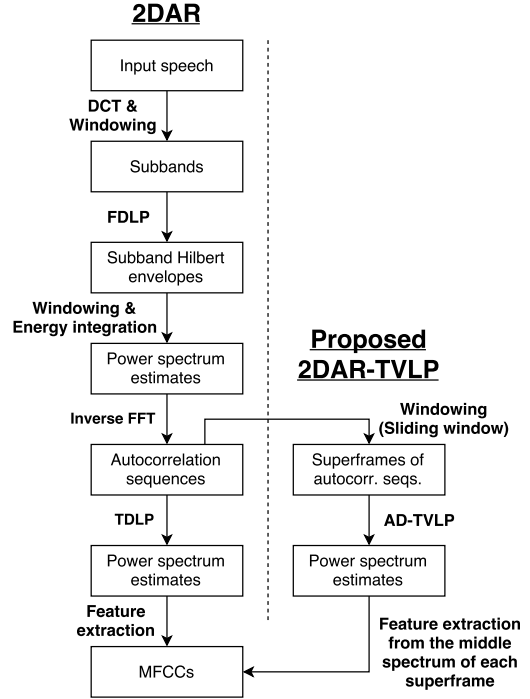 2DAR
Input speech
DCT &
Windowing
Subbands
FDLP
Subband Hilbert
envelopes
Windowing &
Energy integration
Power spectrum
estimates
Inverse FFT
Autocorrelation
sequences
TDLP
Power spectrum
estimates
Feature
extraction
MFCCs
Proposed
2DAR-TVLP
Windowing
(Sliding window)
Superframes of
autocorr. seqs.
AD-TVLP
Power spectrum
estimates
Feature extraction
from the middle
spectrum of each
superframe